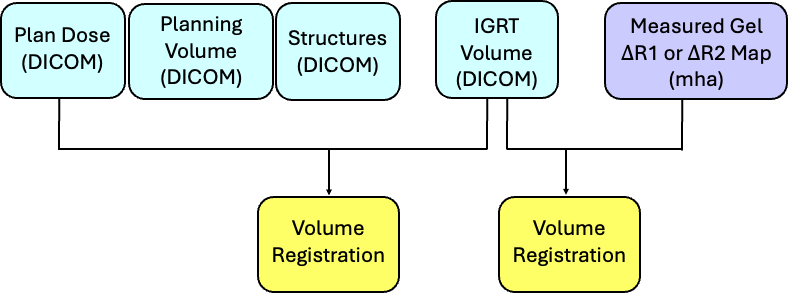 Plan Dose
(DICOM)
Planning
Volume
(DICOM)
Structures
(DICOM)
IGRT
Volume
(DICOM)
Measured Gel
ΔR1 or ΔR2 Map
(mha)
Volume
Registration
Volume
Registration